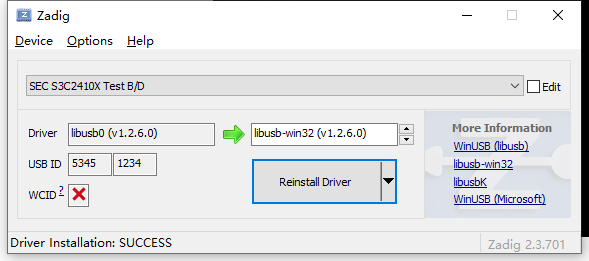 Zadig
Device Options Help
SEC S3C2410X Test B/D Edit
Driver libusb0 (v1.2.6.0) libusb-win32 (v1.2.6.0)
USB ID 5345 1234
WCID ?
Reinstall Driver
More Information
WinUSB (libusb)
libusb-win32
libusbK
WinUSB (Microsoft)
Driver Installation: SUCCESS Zadig 2.3.701